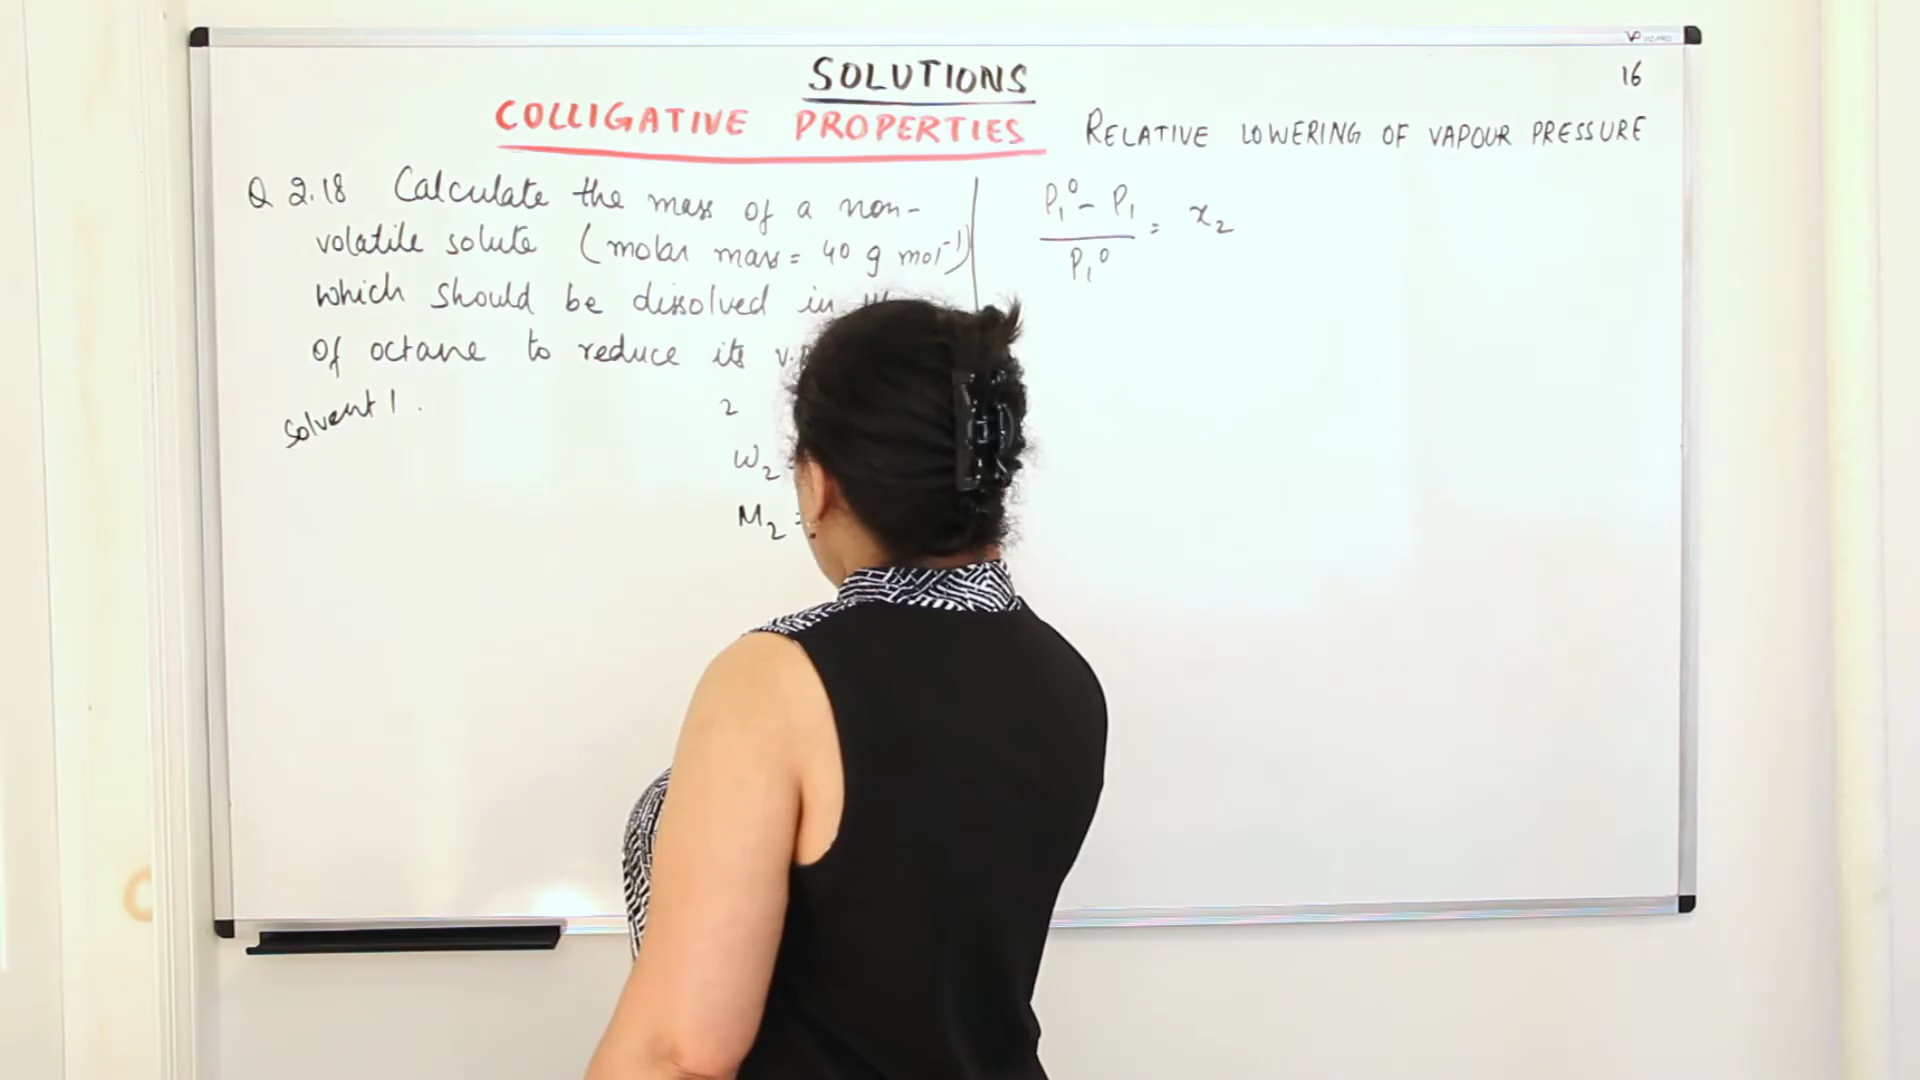 SOLUTIONS
16
COLLIGATIVE PROPERTIES RELATIVE LOWERING OF VAPOUR PRESSURE
Q 2.18 Calculate the mass of a non-
volatile solute (molar mass = 40 g mol⁻¹)
which should be dissolved in
of octane to reduce its
Solvent 1.
2
W₂
M₂ =
P₁⁰ - P₁
= x₂
P₁⁰